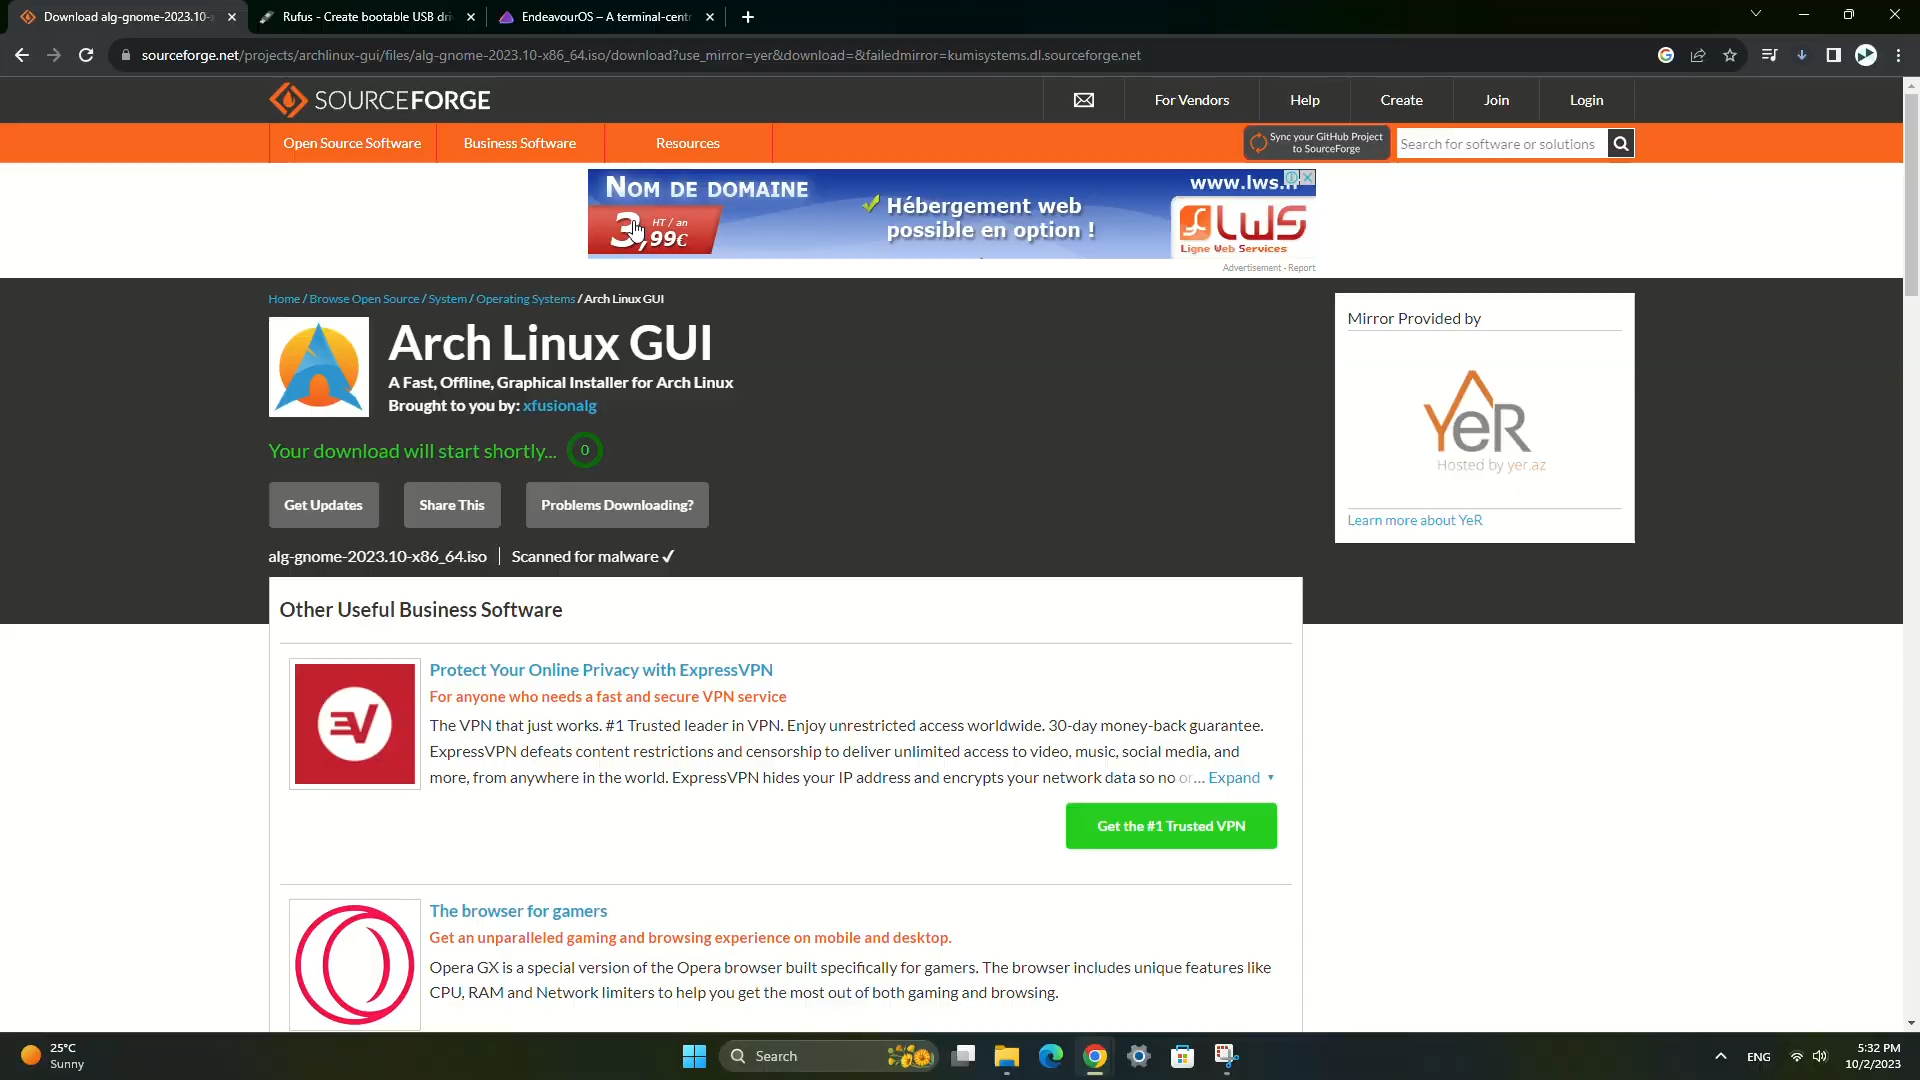 Download alg-gnome-2023.10-
Rufus - Create bootable USB dri
EndeavourOS – A terminal-centr
sourceforge.net/projects/archlinux-gui/files/alg-gnome-2023.10-x86_64.iso/download?use_mirror=yer&download=&failedmirror=kumisystems.dl.sourceforge.net
SOURCEFORGE
For Vendors
Help
Create
Join
Login
Open Source Software
Business Software
Resources
Sync your GitHub Project
to SourceForge
Search for software or solutions
NOM DE DOMAINE
3,99€
HT / an
Hébergement web
possible en option !
www.lws.
LWS
Ligne Web Services
Advertisement - Report
Home / Browse Open Source / System / Operating Systems / Arch Linux GUI
Arch Linux GUI
A Fast, Offline, Graphical Installer for Arch Linux
Brought to you by: xfusionalg
Your download will start shortly... 0
Get Updates
Share This
Problems Downloading?
alg-gnome-2023.10-x86_64.iso
Scanned for malware ✓
Mirror Provided by
YeR
Hosted by yer.az
Learn more about YeR
Other Useful Business Software
EV
Protect Your Online Privacy with ExpressVPN
For anyone who needs a fast and secure VPN service
The VPN that just works. #1 Trusted leader in VPN. Enjoy unrestricted access worldwide. 30-day money-back guarantee.
ExpressVPN defeats content restrictions and censorship to deliver unlimited access to video, music, social media, and
more, from anywhere in the world. ExpressVPN hides your IP address and encrypts your network data so no or... Expand
Get the #1 Trusted VPN
The browser for gamers
Get an unparalleled gaming and browsing experience on mobile and desktop.
Opera GX is a special version of the Opera browser built specifically for gamers. The browser includes unique features like
CPU, RAM and Network limiters to help you get the most out of both gaming and browsing.
25°C
Sunny
Search
ENG
5:32 PM
10/2/2023